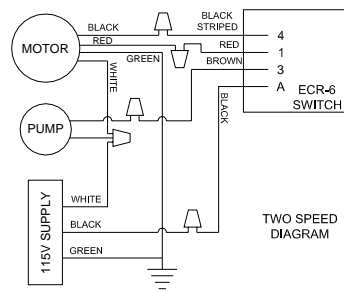 BLACK
RED
MOTOR
GREEN
WHITE
BLACK
STRIPED
RED
BROWN
4
1
3
A
ECR-6
SWITCH
BLACK
PUMP
115V SUPPLY
WHITE
BLACK
GREEN
TWO SPEED
DIAGRAM